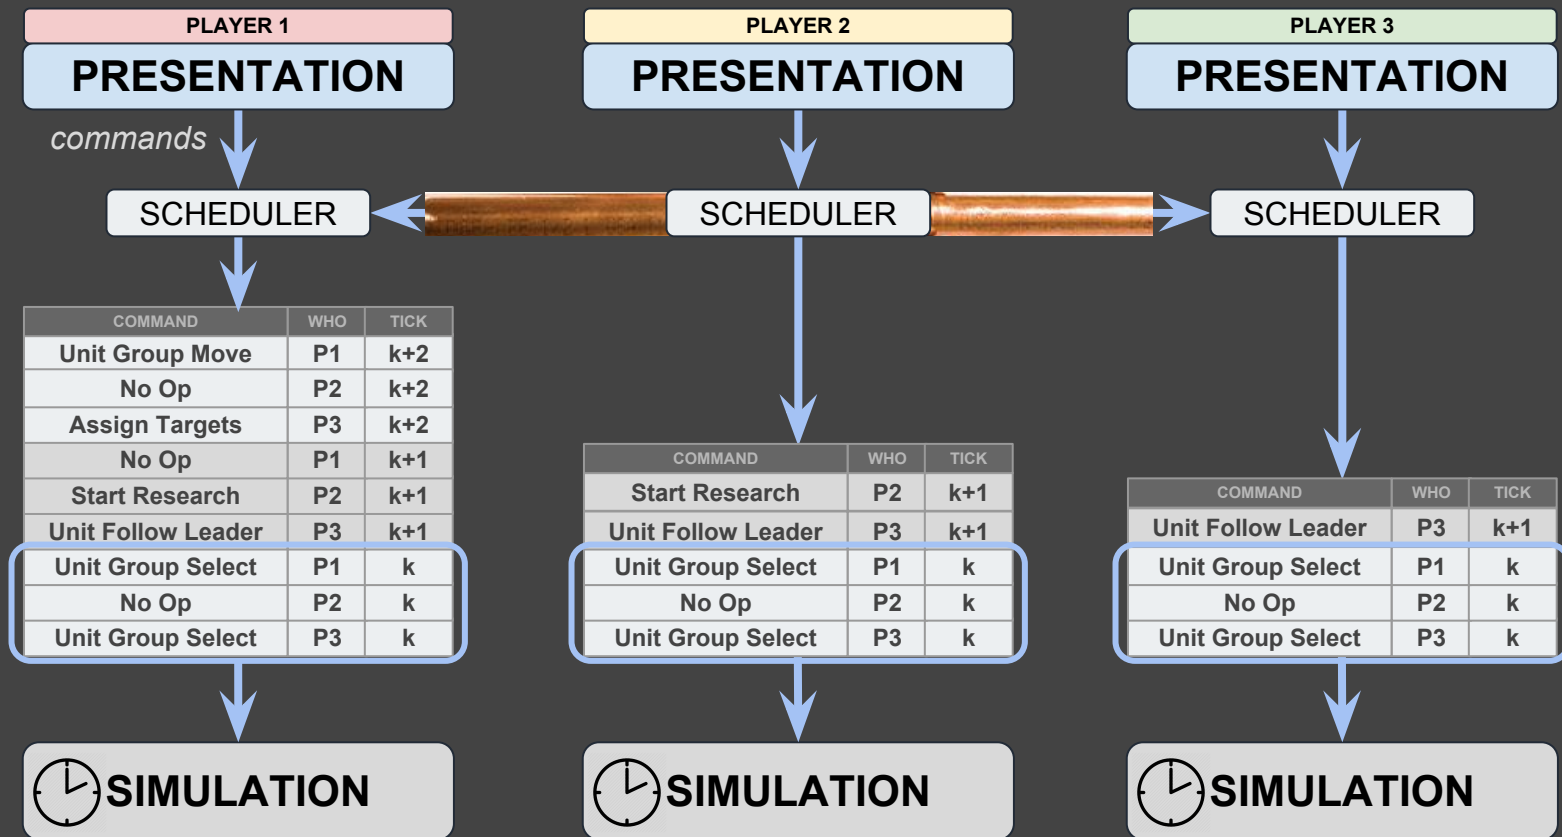 PLAYER 1
PRESENTATION
commands
SCHEDULER
COMMAND WHO TICK
Unit Group Move P1 k+2
No Op P2 k+2
Assign Targets P3 k+2
No Op P1 k+1
Start Research P2 k+1
Unit Follow Leader P3 k+1
Unit Group Select P1 k
No Op P2 k
Unit Group Select P3 k
SIMULATION
PLAYER 2
PRESENTATION
SCHEDULER
COMMAND WHO TICK
Start Research P2 k+1
Unit Follow Leader P3 k+1
Unit Group Select P1 k
No Op P2 k
Unit Group Select P3 k
SIMULATION
PLAYER 3
PRESENTATION
SCHEDULER
COMMAND WHO TICK
Unit Follow Leader P3 k+1
Unit Group Select P1 k
No Op P2 k
Unit Group Select P3 k
SIMULATION